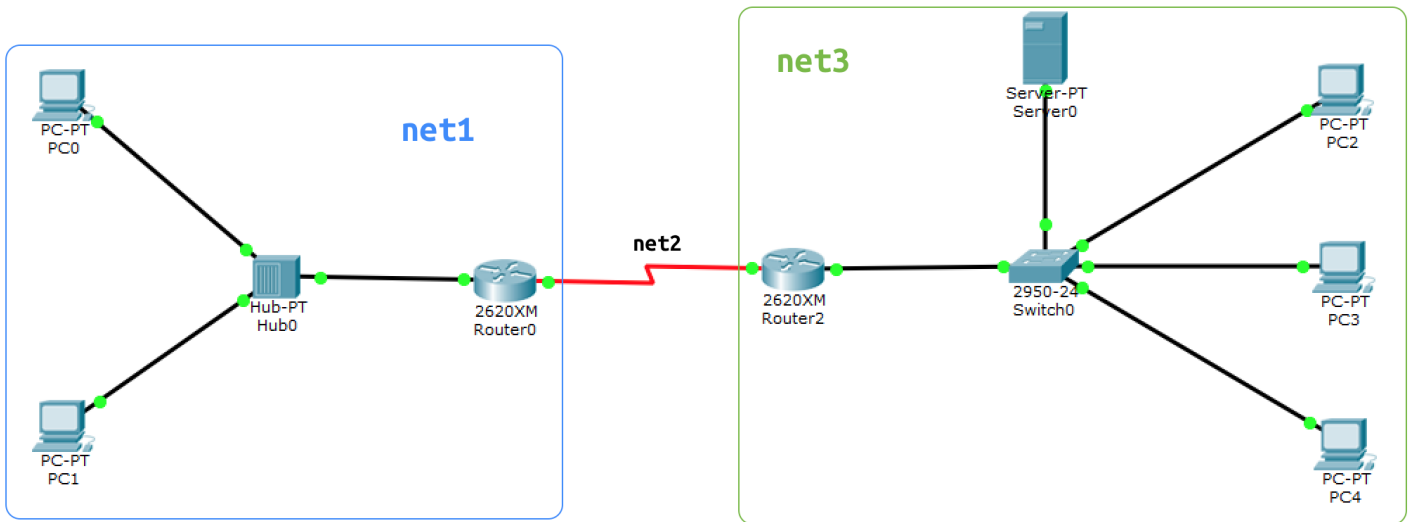 net1
PC-PT
PC0
Hub-PT
Hub0
PC-PT
PC1
2620XM
Router0
net2
net3
Server-PT
Server0
2620XM
Router2
2950-24
Switch0
PC-PT
PC2
PC-PT
PC3
PC-PT
PC4